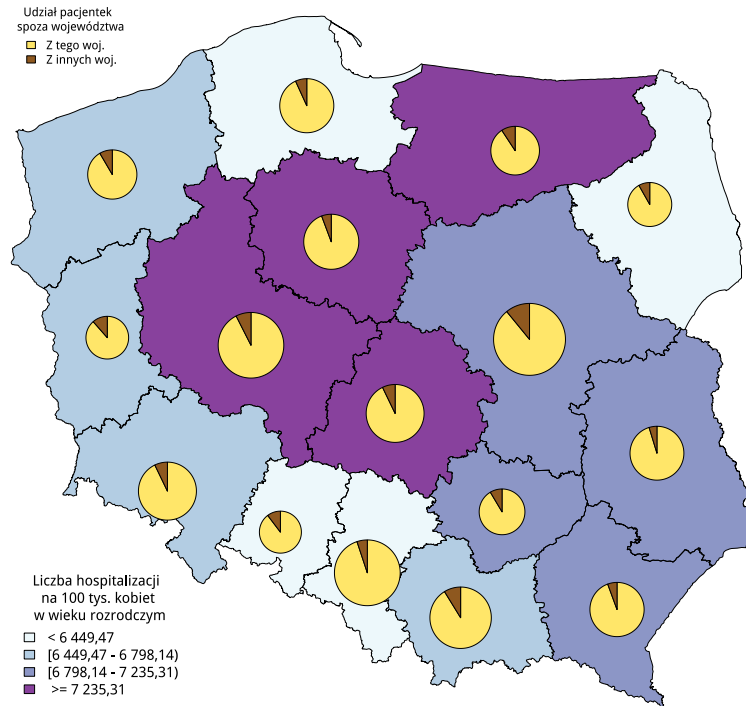 Udział pacjentek
spoza województwa
Z tego woj.
Z innych woj.
Liczba hospitalizacji
na 100 tys. kobiet
w wieku rozrodczym
< 6 449,47
[6 449,47 - 6 798,14)
[6 798,14 - 7 235,31)
>= 7 235,31